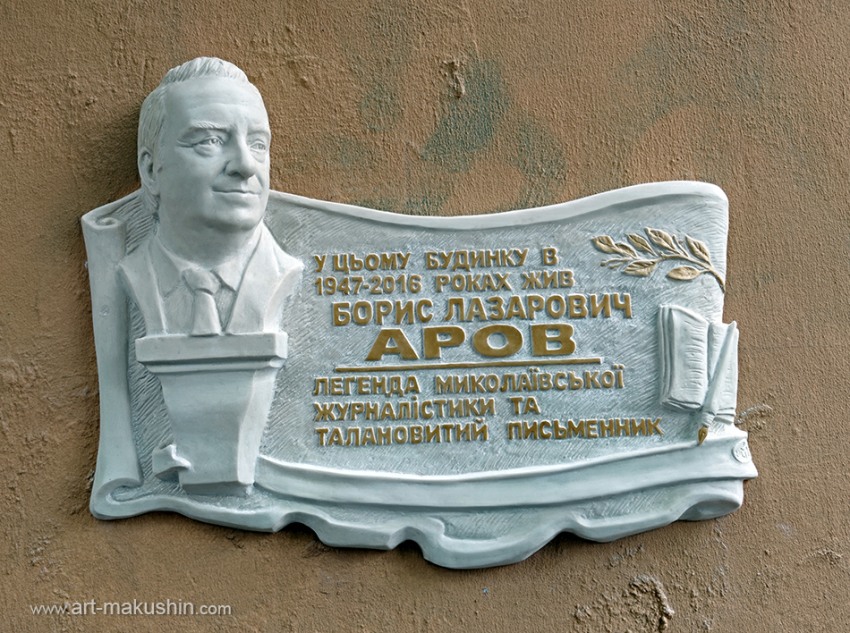 У ЦЬОМУ БУДИНКУ В
1947-2016 РОКАХ ЖИВ
БОРИС ЛАЗАРОВИЧ
АРОВ
ЛЕГЕНДА МИКОЛАЇВСЬКОЇ
ЖУРНАЛІСТИКИ ТА
ТАЛАНОВИТИЙ ПИСЬМЕННИК
www.art-makushin.com